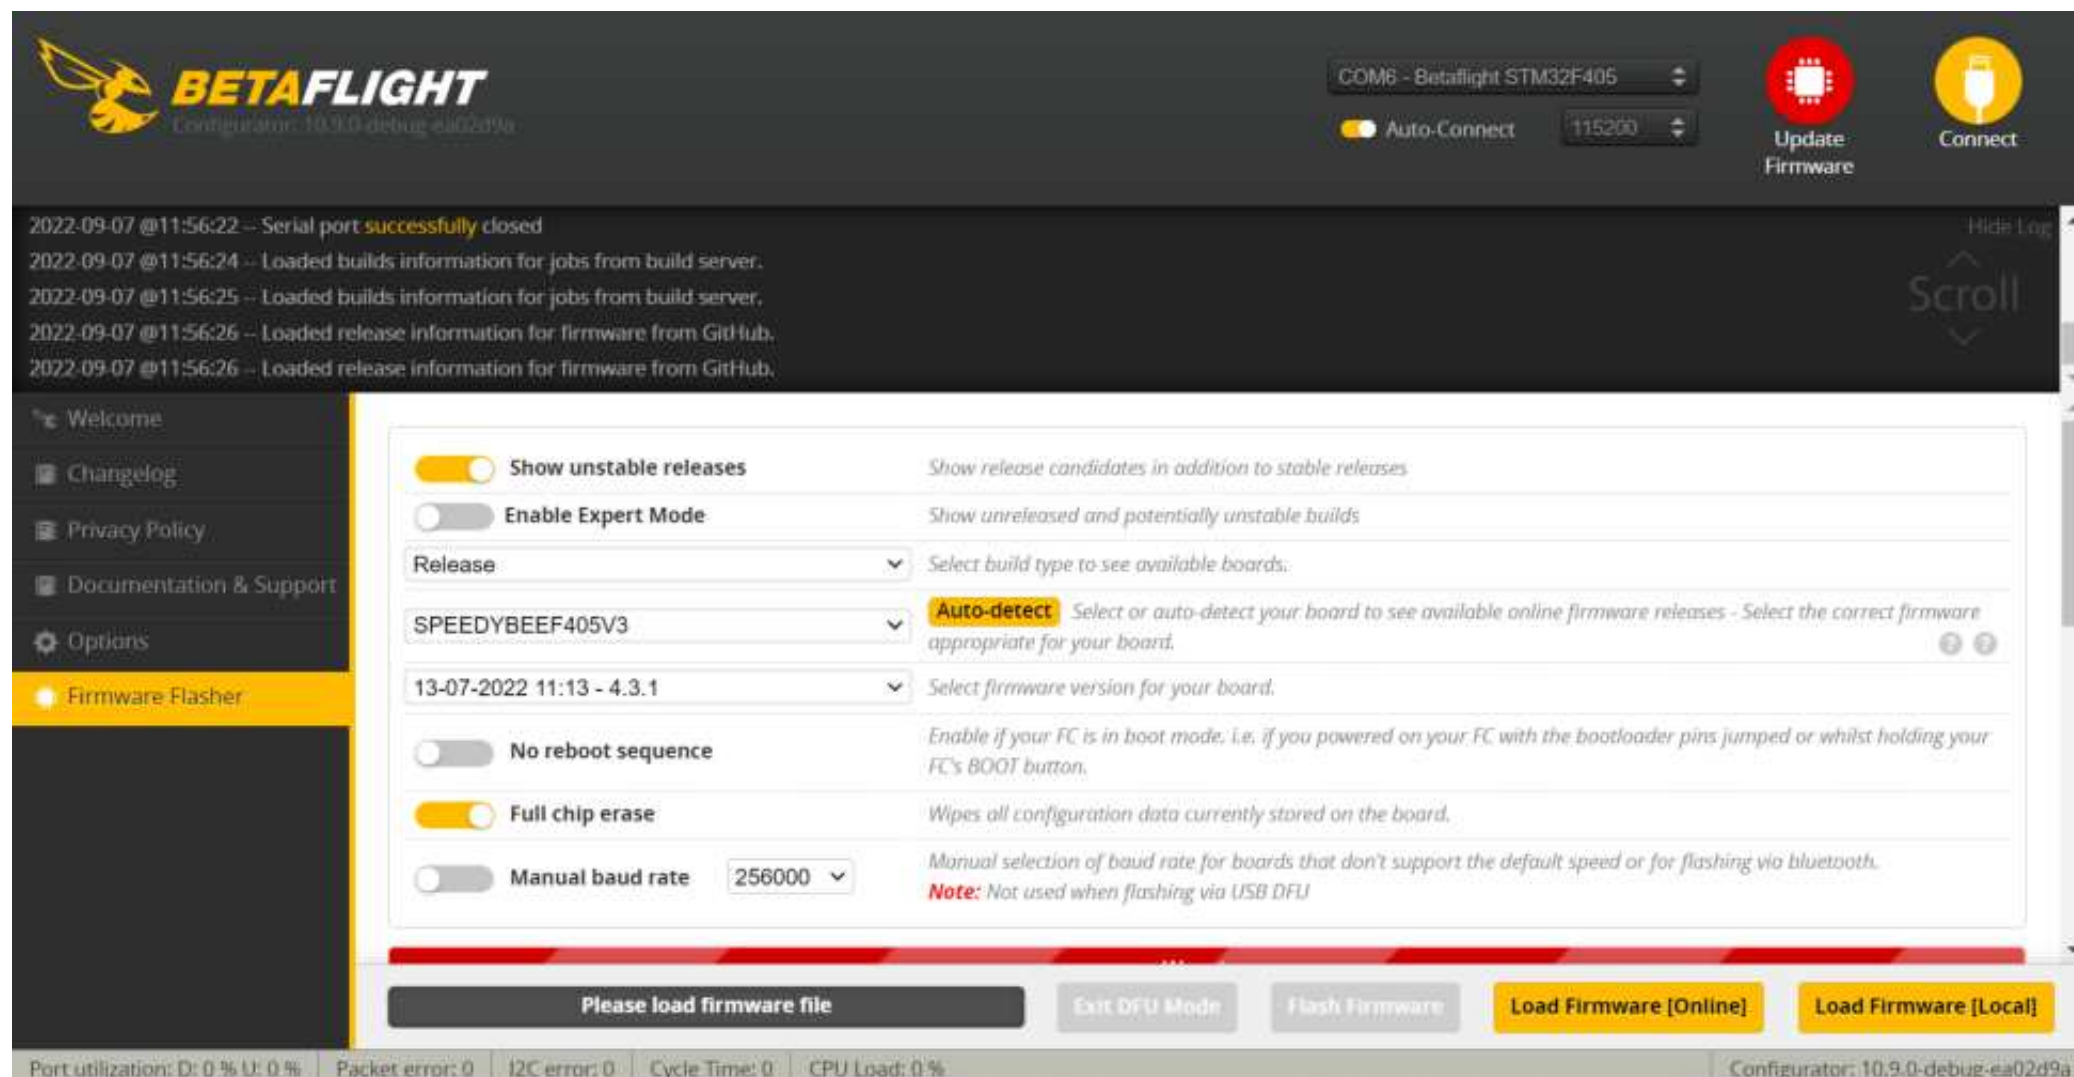 BETAFLIGHT
Configurator: 10.9.0-debug-ea02d9a
COM6 - Betaflight STM32F405
Auto-Connect
115200
Update
Firmware
Connect
2022-09-07 @11:56:22 -- Serial port successfully closed
2022-09-07 @11:56:24 -- Loaded builds information for jobs from build server.
2022-09-07 @11:56:25 -- Loaded builds information for jobs from build server.
2022-09-07 @11:56:26 -- Loaded release information for firmware from GitHub.
2022-09-07 @11:56:26 -- Loaded release information for firmware from GitHub.
Hide Log
Scroll
Welcome
Changelog
Privacy Policy
Documentation & Support
Options
Firmware Flasher
Show unstable releases
Show release candidates in addition to stable releases
Enable Expert Mode
Show unreleased and potentially unstable builds
Release
Select build type to see available boards.
SPEEDYBEEF405V3
Auto-detect Select or auto-detect your board to see available online firmware releases - Select the correct firmware
appropriate for your board.
13-07-2022 11:13 - 4.3.1
Select firmware version for your board.
No reboot sequence
Enable if your FC is in boot mode. i.e. if you powered on your FC with the bootloader pins jumped or whilst holding your
FC's BOOT button.
Full chip erase
Wipes all configuration data currently stored on the board.
Manual baud rate
256000
Manual selection of baud rate for boards that don't support the default speed or for flashing via bluetooth.
Note: Not used when flashing via USB DFU
Please load firmware file
Exit DFU Mode
Flash Firmware
Load Firmware [Online]
Load Firmware [Local]
Port utilization: D: 0 % U: 0 %
Packet error: 0
I2C error: 0
Cycle Time: 0
CPU Load: 0 %
Configurator: 10.9.0-debug-ea02d9a